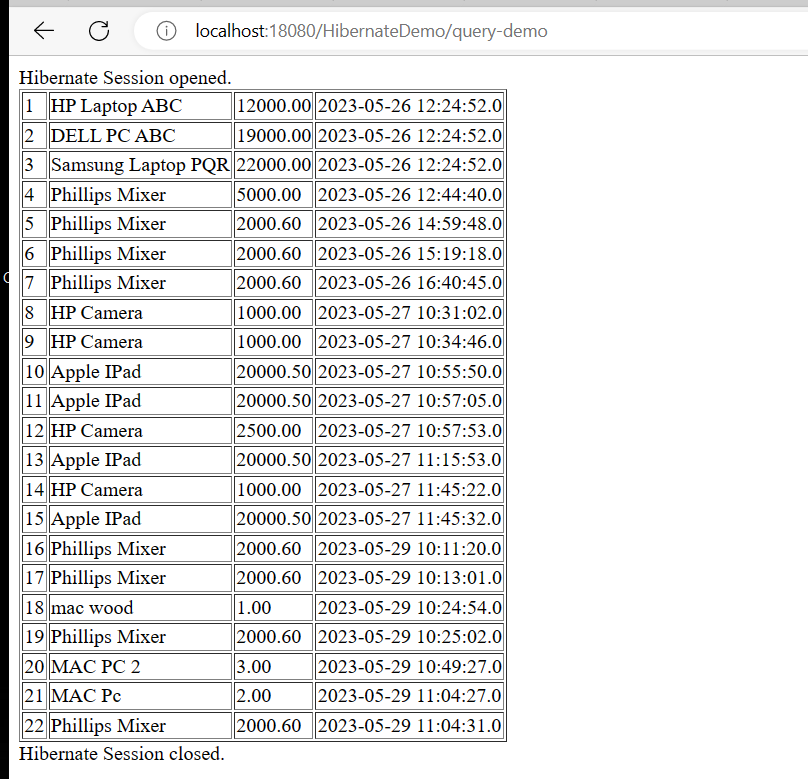 localhost:18080/HibernateDemo/query-demo
Hibernate Session opened.
1 HP Laptop ABC 12000.00 2023-05-26 12:24:52.0
2 DELL PC ABC 19000.00 2023-05-26 12:24:52.0
3 Samsung Laptop PQR 22000.00 2023-05-26 12:24:52.0
4 Phillips Mixer 5000.00 2023-05-26 12:44:40.0
5 Phillips Mixer 2000.60 2023-05-26 14:59:48.0
6 Phillips Mixer 2000.60 2023-05-26 15:19:18.0
7 Phillips Mixer 2000.60 2023-05-26 16:40:45.0
8 HP Camera 1000.00 2023-05-27 10:31:02.0
9 HP Camera 1000.00 2023-05-27 10:34:46.0
10 Apple IPad 20000.50 2023-05-27 10:55:50.0
11 Apple IPad 20000.50 2023-05-27 10:57:05.0
12 HP Camera 2500.00 2023-05-27 10:57:53.0
13 Apple IPad 20000.50 2023-05-27 11:15:53.0
14 HP Camera 1000.00 2023-05-27 11:45:22.0
15 Apple IPad 20000.50 2023-05-27 11:45:32.0
16 Phillips Mixer 2000.60 2023-05-29 10:11:20.0
17 Phillips Mixer 2000.60 2023-05-29 10:13:01.0
18 mac wood 1.00 2023-05-29 10:24:54.0
19 Phillips Mixer 2000.60 2023-05-29 10:25:02.0
20 MAC PC 2 3.00 2023-05-29 10:49:27.0
21 MAC Pc 2.00 2023-05-29 11:04:27.0
22 Phillips Mixer 2000.60 2023-05-29 11:04:31.0
Hibernate Session closed.